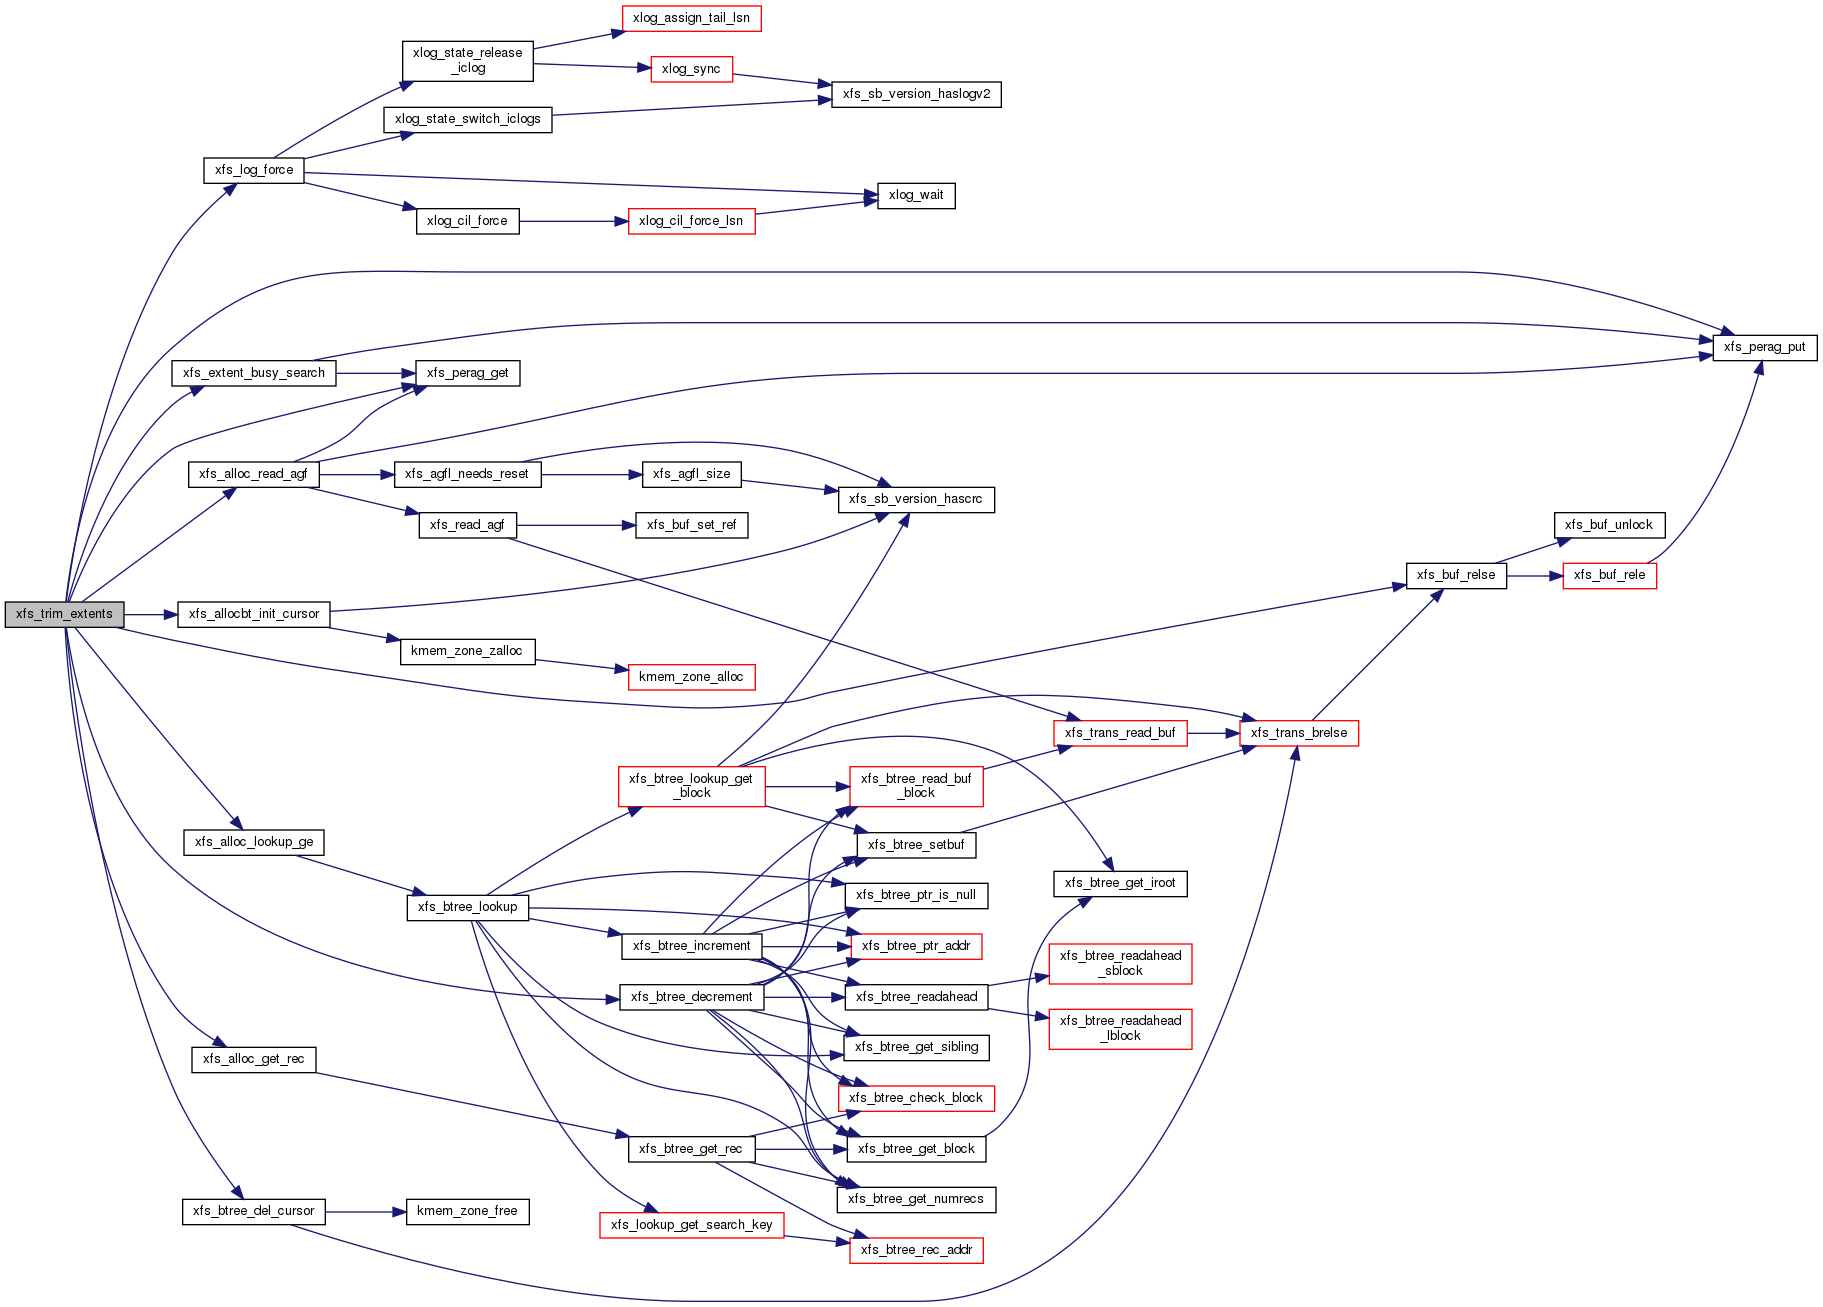 xlog_assign_tail_lsn
xlog_state_release
_iclog
xlog_sync
xfs_sb_version_haslogv2
xlog_state_switch_iclogs
xfs_log_force
xlog_wait
xlog_cil_force
xlog_cil_force_lsn
xfs_perag_put
xfs_extent_busy_search
xfs_perag_get
xfs_alloc_read_agf
xfs_agfl_needs_reset
xfs_agfl_size
xfs_sb_version_hascrc
xfs_read_agf
xfs_buf_set_ref
xfs_buf_unlock
xfs_buf_relse
xfs_buf_rele
xfs_trim_extents
xfs_allocbt_init_cursor
kmem_zone_zalloc
kmem_zone_alloc
xfs_trans_read_buf
xfs_trans_brelse
xfs_btree_lookup_get
_block
xfs_btree_read_buf
_block
xfs_alloc_lookup_ge
xfs_btree_setbuf
xfs_btree_get_iroot
xfs_btree_ptr_is_null
xfs_btree_lookup
xfs_btree_increment
xfs_btree_ptr_addr
xfs_btree_readahead
_sblock
xfs_btree_decrement
xfs_btree_readahead
xfs_btree_readahead
_lblock
xfs_btree_get_sibling
xfs_alloc_get_rec
xfs_btree_check_block
xfs_btree_get_rec
xfs_btree_get_block
xfs_btree_get_numrecs
xfs_btree_del_cursor
kmem_zone_free
xfs_lookup_get_search_key
xfs_btree_rec_addr